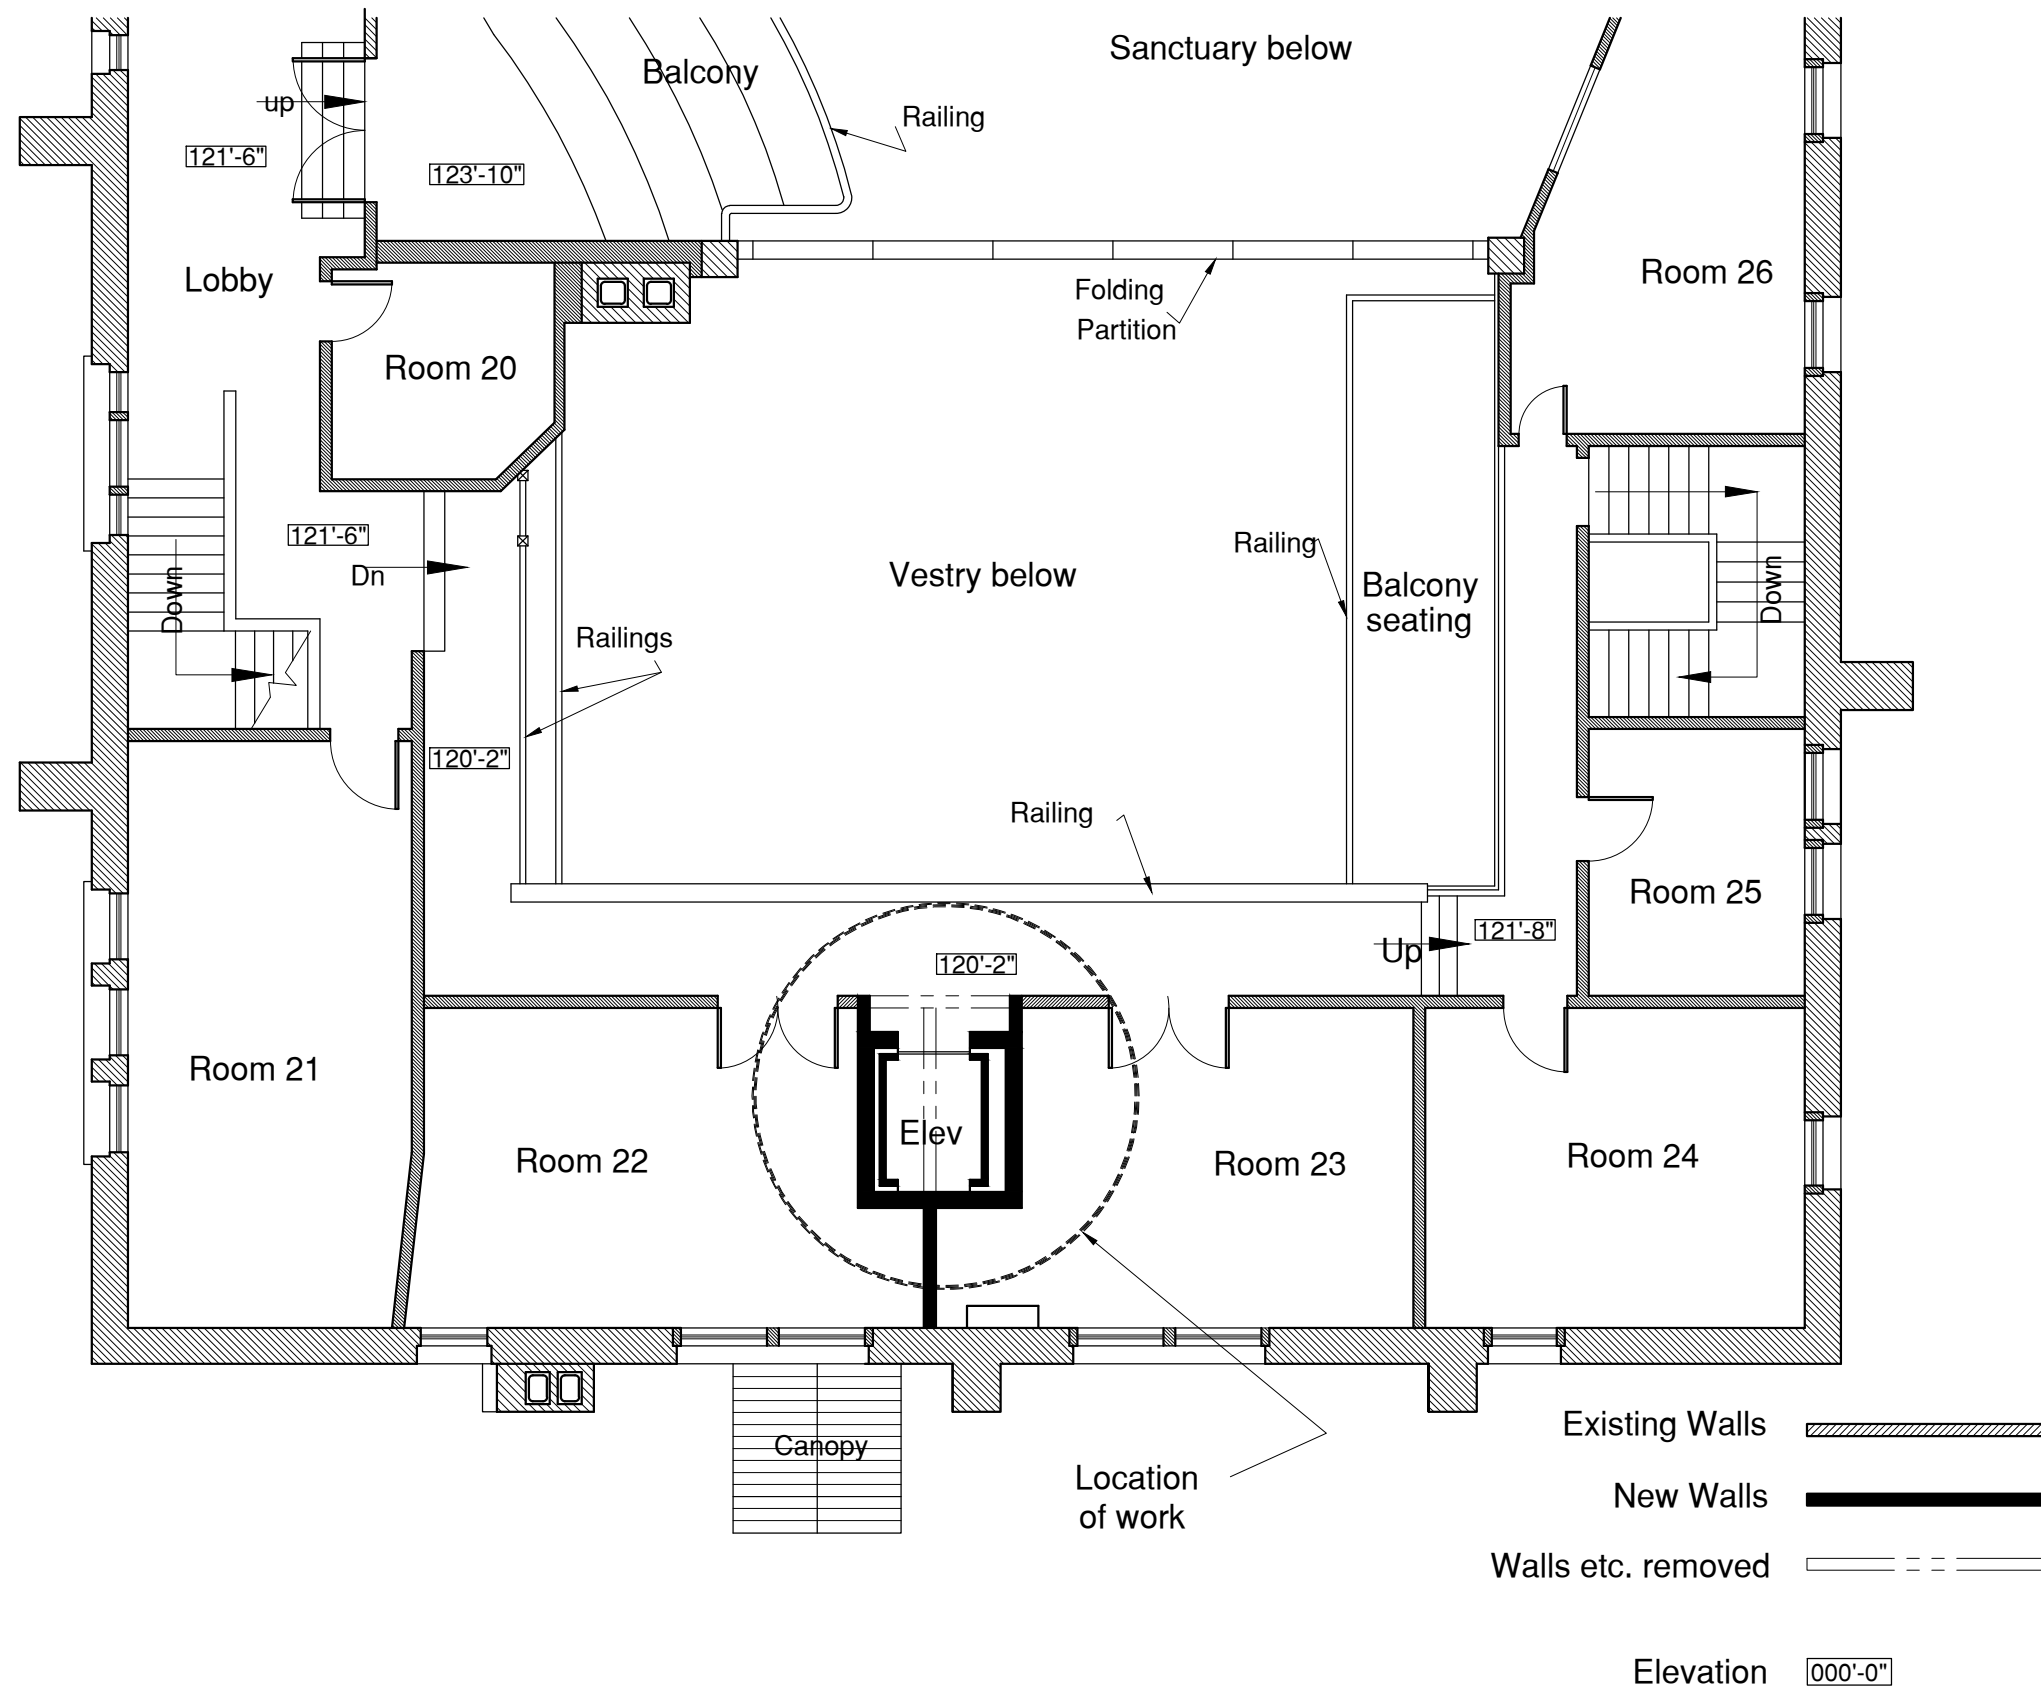 Sanctuary below
Balcony
up
Railing
121'-6"
123'-10"
Lobby
Folding
Partition
Room 26
Room 20
121'-6"
Dn
Down
Railing
Vestry below
Balcony
seating
Down
Railings
120'-2"
Railing
Room 25
Up
121'-8"
120'-2"
Room 21
Elev
Room 22
Room 23
Room 24
Canopy
Location
of work
Existing Walls
New Walls
Walls etc. removed
Elevation
000'-0"